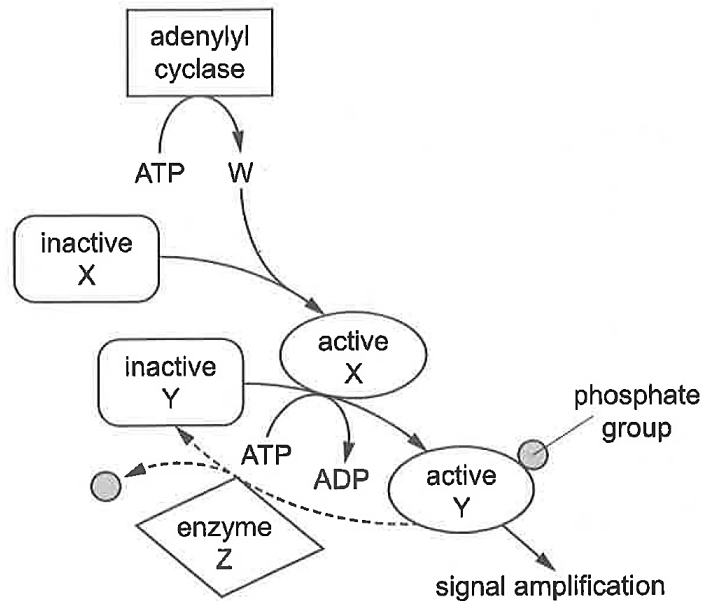 adenylyl
cyclase
ATP
W
inactive
X
active
X
inactive
Y
phosphate
group
ATP
ADP
active
Y
enzyme
Z
signal amplification